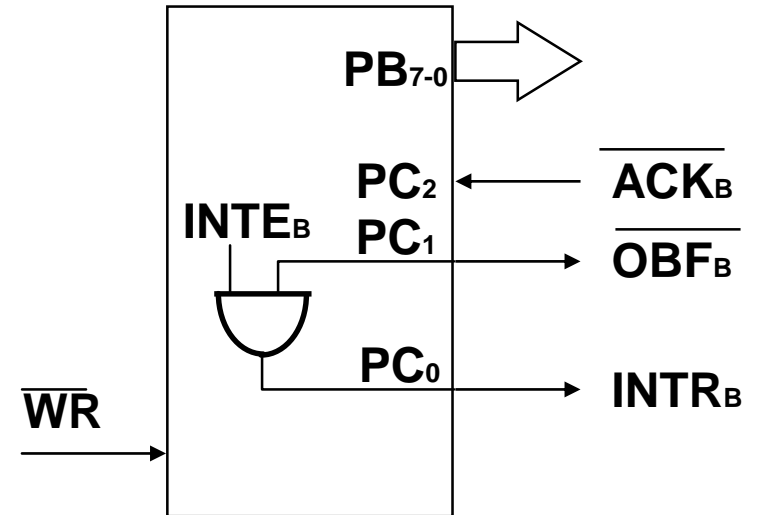 PB7-0
PC2
ACKB
INTEB
PC1
OBFB
PC0
INTRB
WR